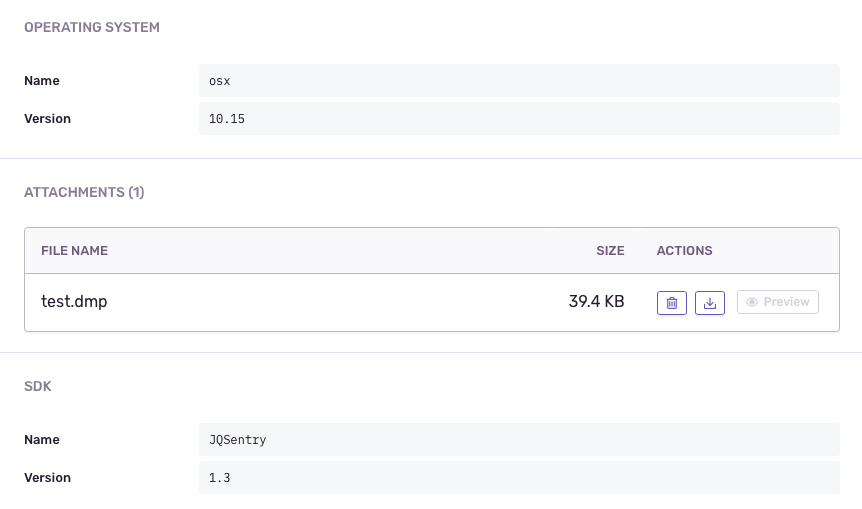 OPERATING SYSTEM
Name osx
Version 10.15
ATTACHMENTS (1)
FILE NAME SIZE ACTIONS
test.dmp 39.4 KB Preview
SDK
Name JQSentry
Version 1.3